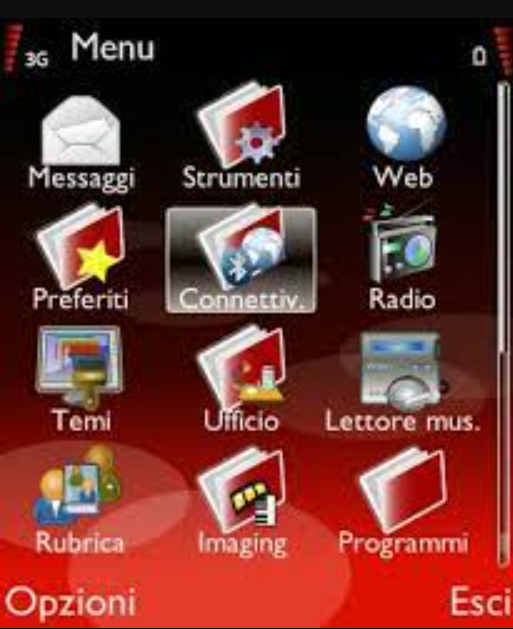 3G Menu
Messaggi Strumenti Web
Preferiti Connettiv. Radio
Temi Ufficio Lettore mus.
Rubrica Imaging Programmi
Opzioni Esci